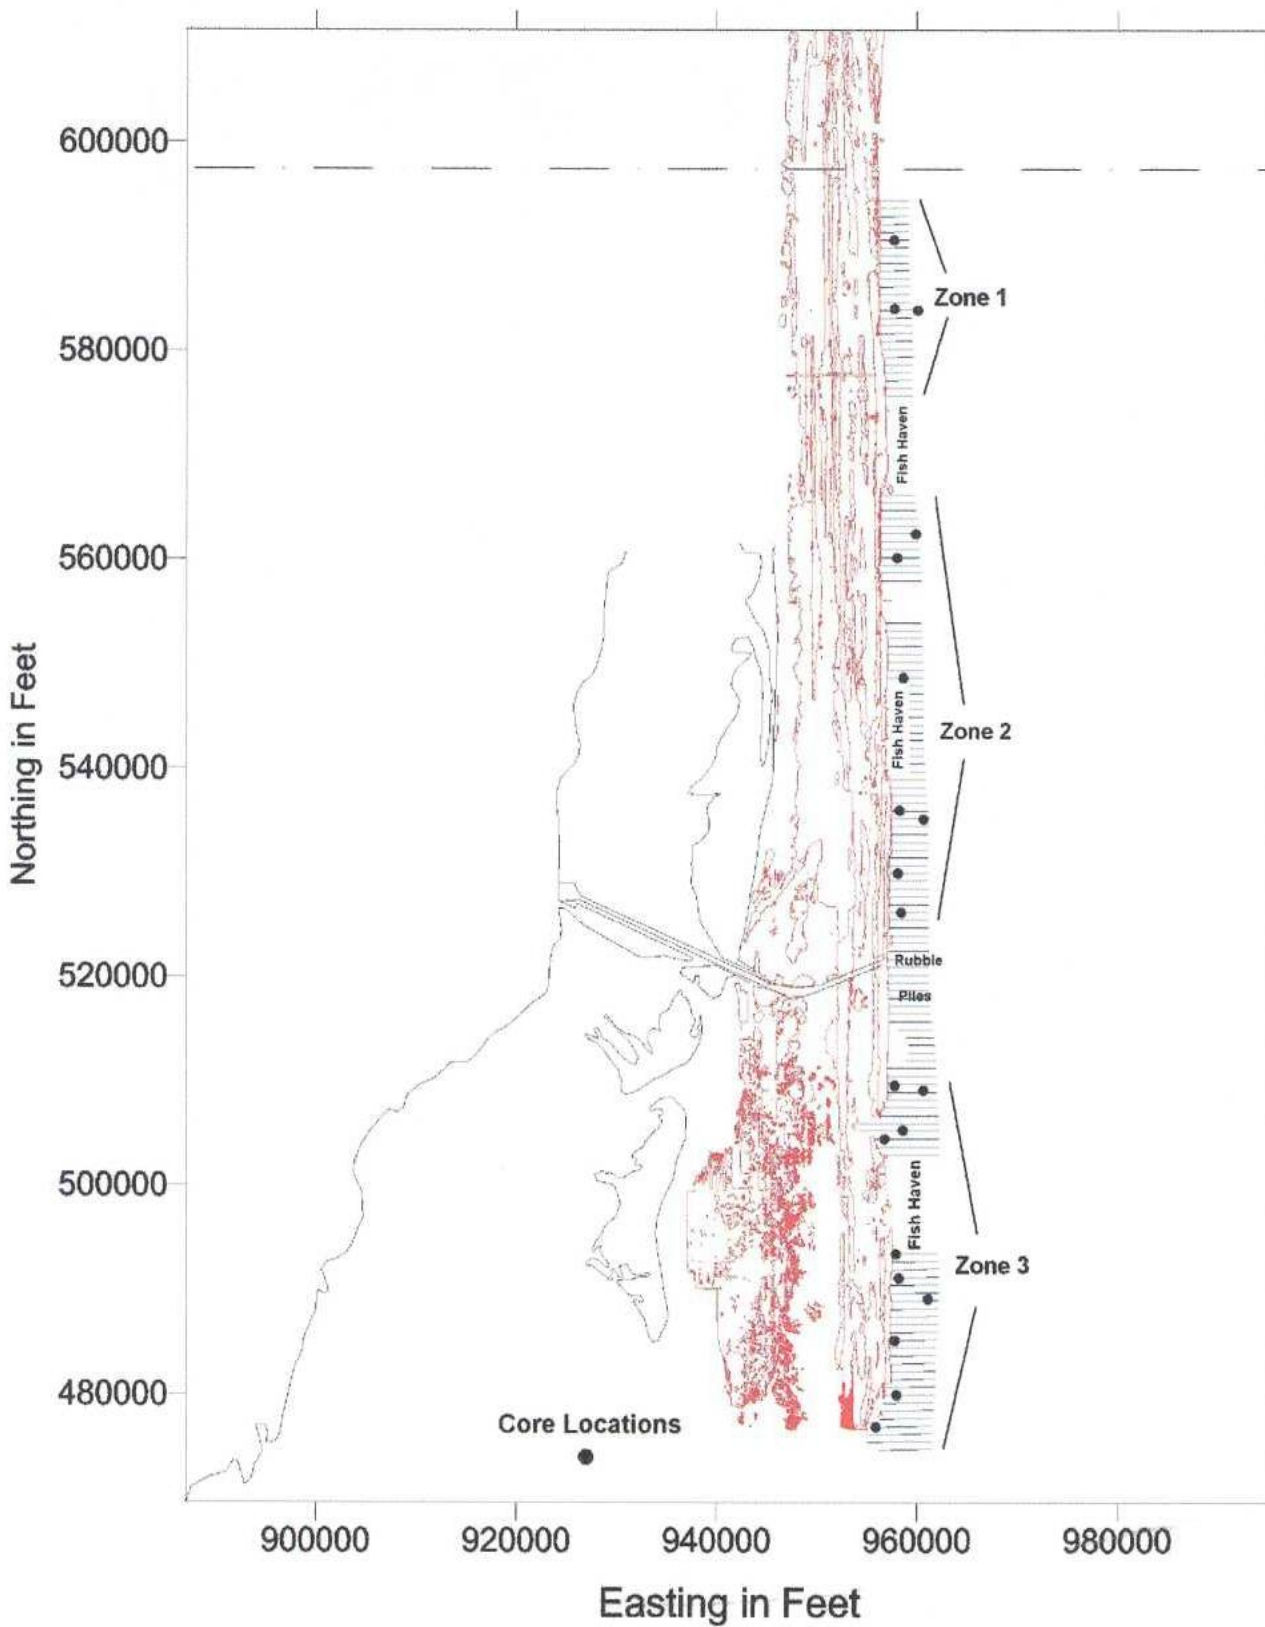 600000
Zone 1
580000
Fish Haven
560000
Zone 2
Fish Haven
540000
Northing in Feet
Rubble
520000
Piles
500000
Fish Haven
Zone 3
480000
Core Locations
900000
920000
940000
960000
980000
Easting in Feet